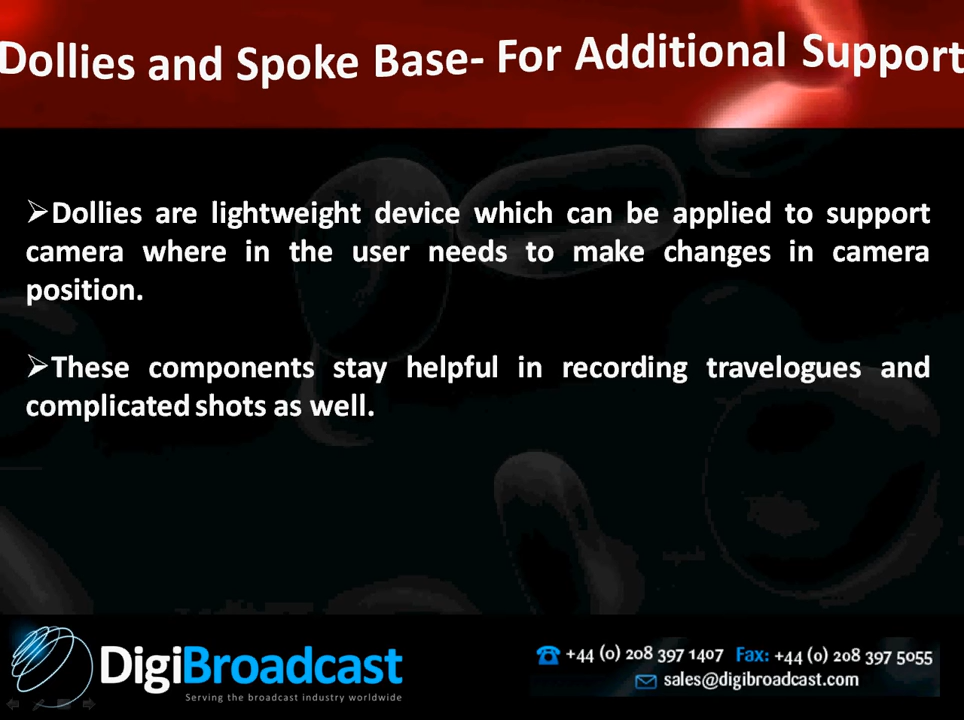 Dollies and Spoke Base- For Additional Support
➢Dollies are lightweight device which can be applied to support
camera where in the user needs to make changes in camera
position.
➢These components stay helpful in recording travelogues and
complicated shots as well.
DigiBroadcast
Serving the broadcast industry worldwide
☎ +44 (0) 208 397 1407 Fax: +44 (0) 208 397 5055
✉ sales@digibroadcast.com